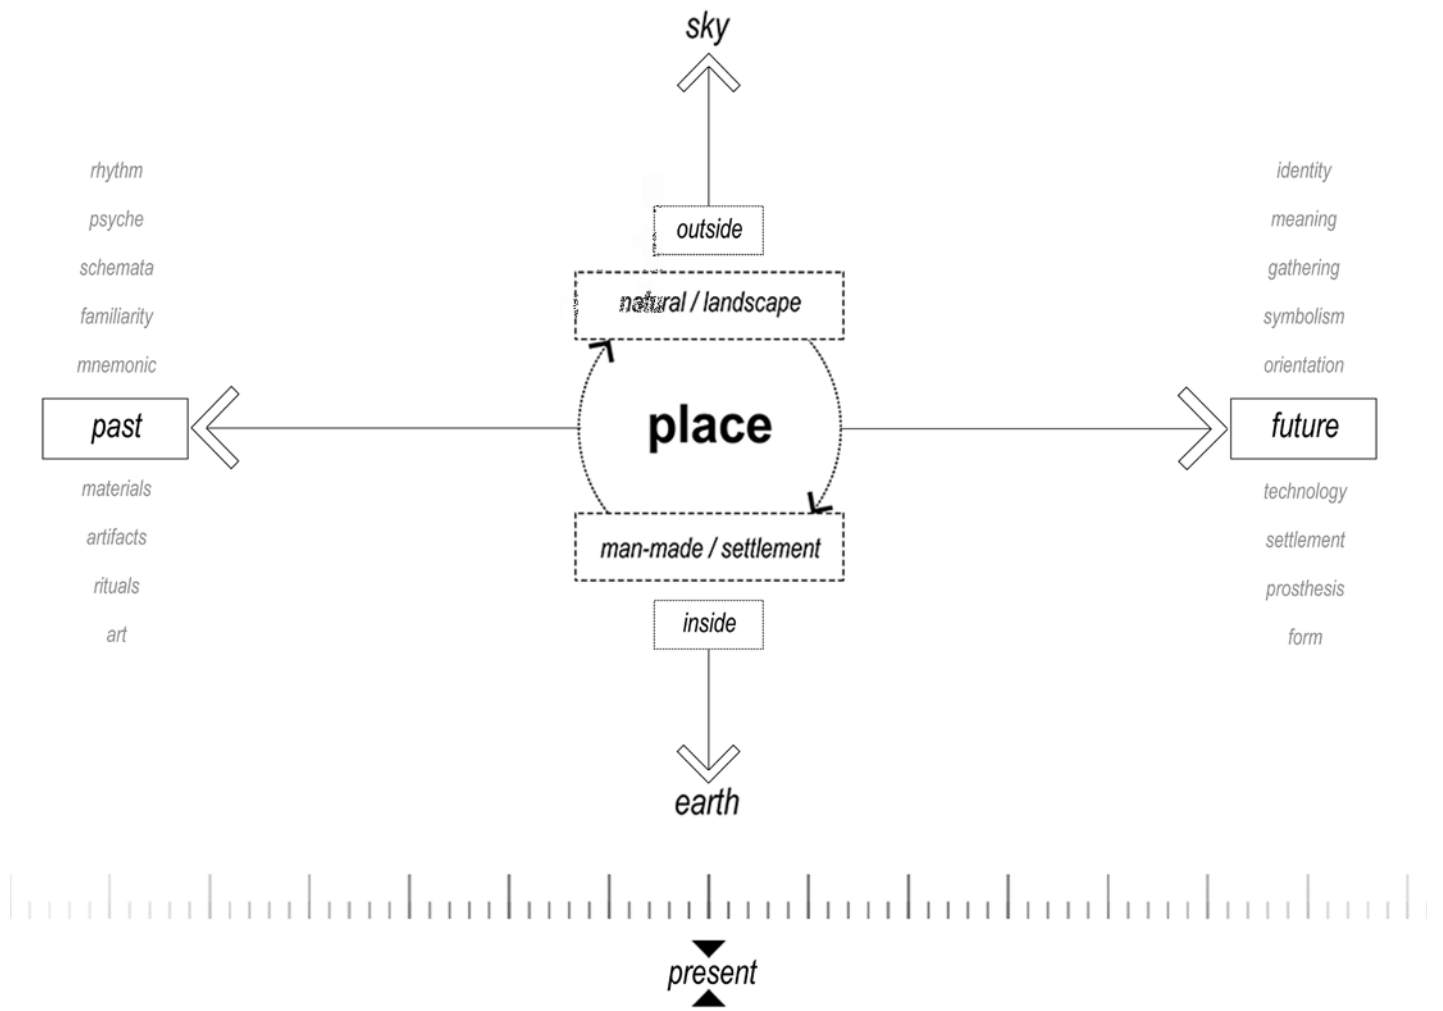 sky
outside
natural / landscape
rhythm
psyche
schemata
familiarity
mnemonic
past
materials
artifacts
rituals
art
place
identity
meaning
gathering
symbolism
orientation
future
technology
settlement
prosthesis
form
man-made / settlement
inside
earth
present